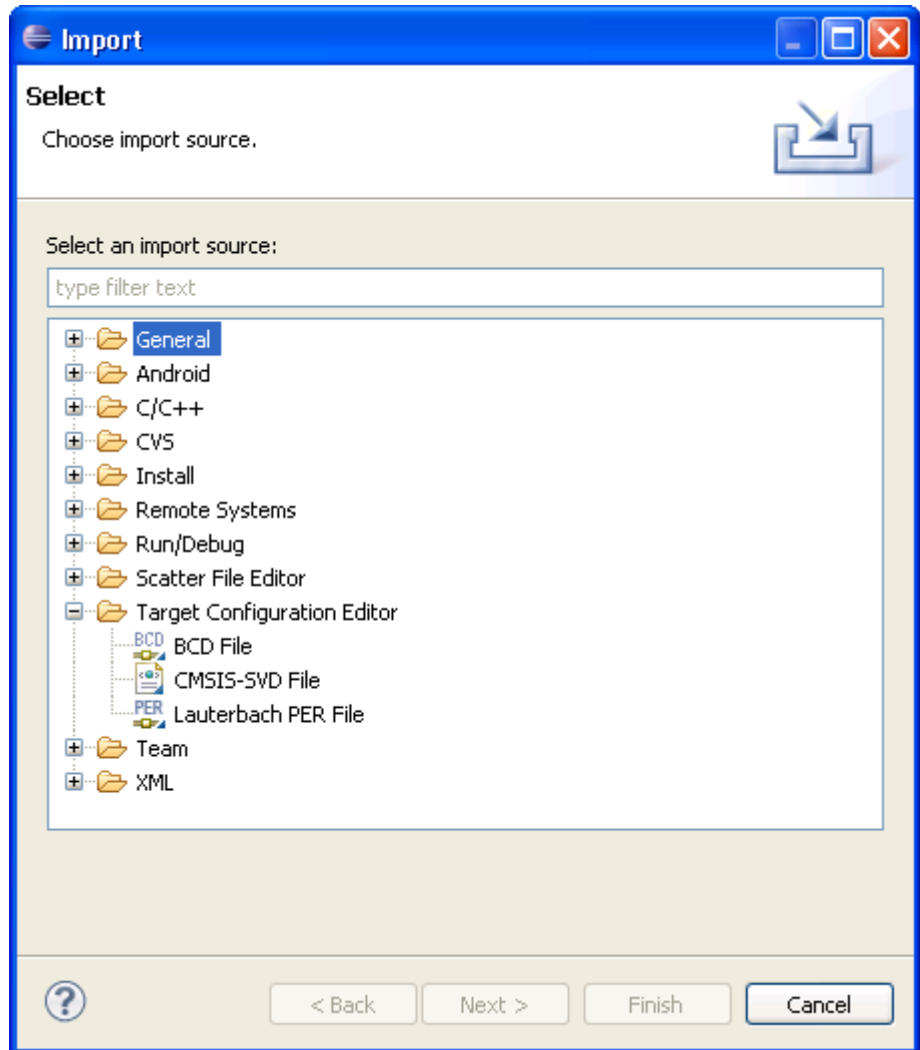 Import
Select
Choose import source.
Select an import source:
type filter text
General
Android
C/C++
CVS
Install
Remote Systems
Run/Debug
Scatter File Editor
Target Configuration Editor
BCD BCD File
CMSIS-SVD File
PER Lauterbach PER File
Team
XML
? < Back Next > Finish Cancel